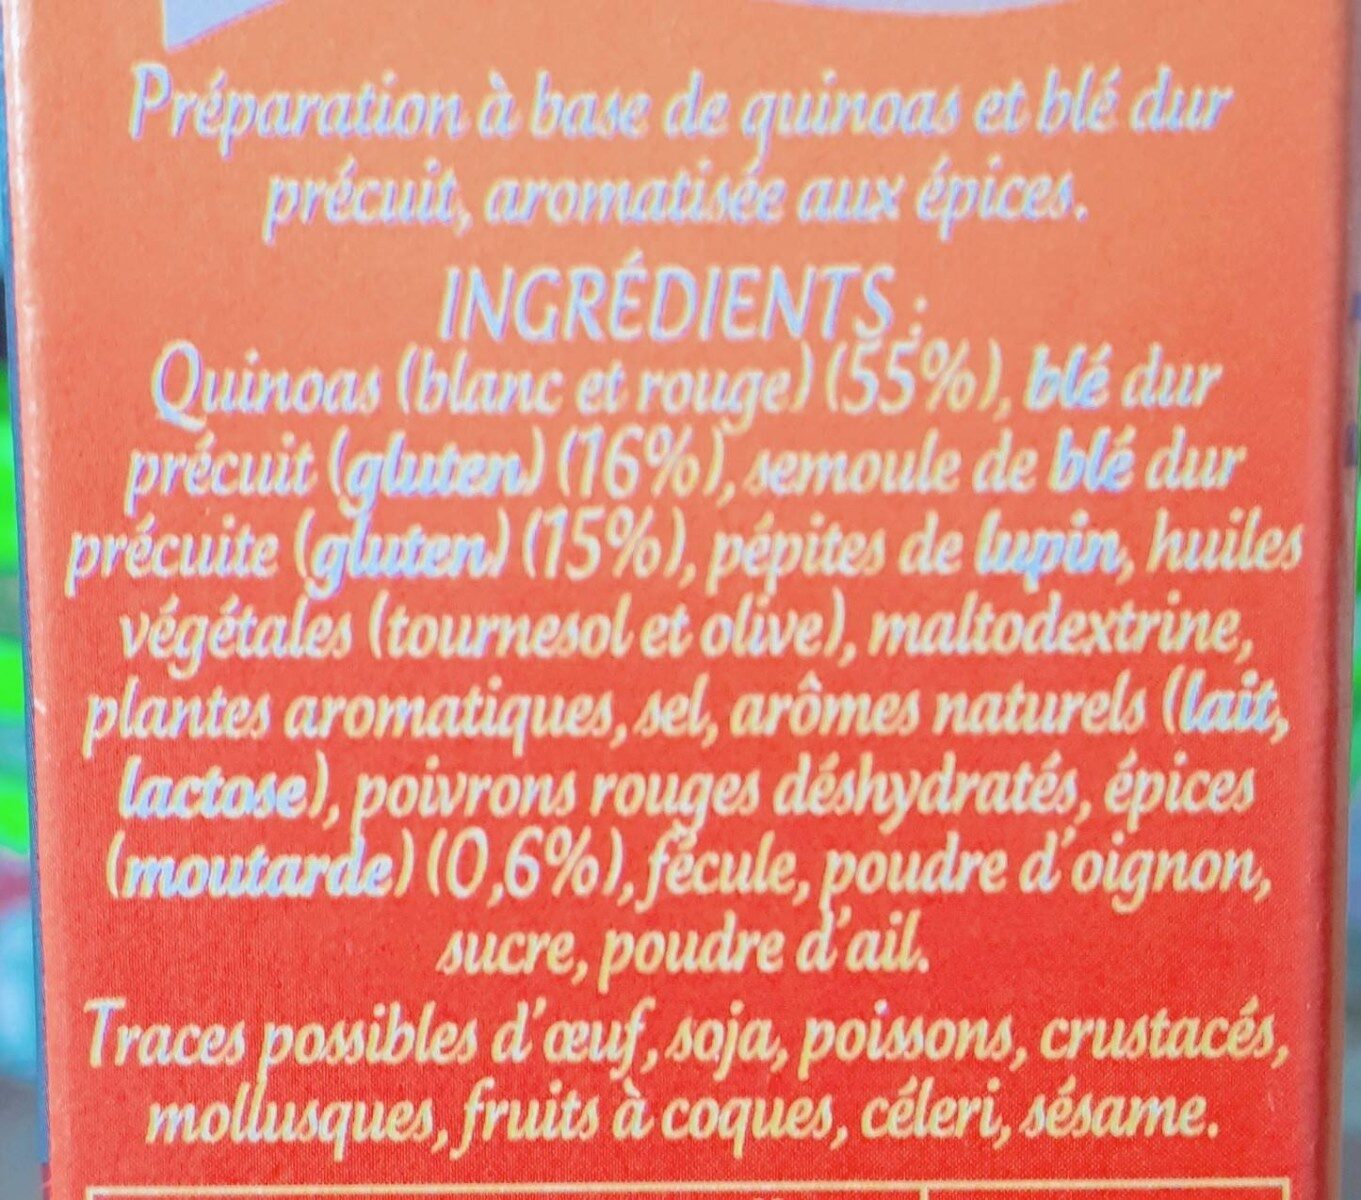 Préparation à base de quinoas et blé dur
précuit, aromatisée aux épices.
INGRÉDIENTS :
Quinoas (blanc et rouge) (55%), blé dur
précuit (gluten) (16%), semoule de blé dur
précuite (gluten) (15%), pépites de lupin, huiles
végétales (tournesol et olive), maltodextrine,
plantes aromatiques, sel, arômes naturels (lait,
lactose), poivrons rouges déshydratés, épices
(moutarde) (0,6%), fécule, poudre d'oignon,
sucre, poudre d'ail.
Traces possibles d'œuf, soja, poissons, crustacés,
mollusques, fruits à coques, céleri, sésame.